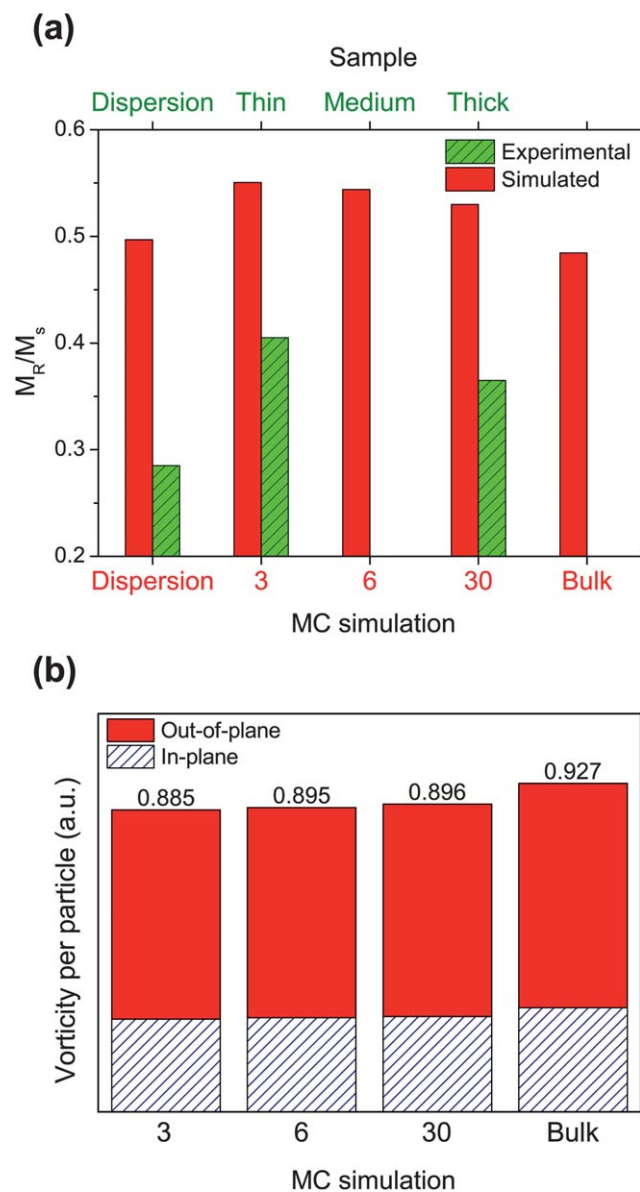 (a)
Sample
Dispersion Thin Medium Thick
0.6
Experimental
Simulated
0.5
0.4
M_R/M_s
0.3
0.2
Dispersion 3 6 30 Bulk
MC simulation
(b)
Out-of-plane
In-plane
0.885 0.895 0.896 0.927
Vorticity per particle (a.u.)
3 6 30 Bulk
MC simulation